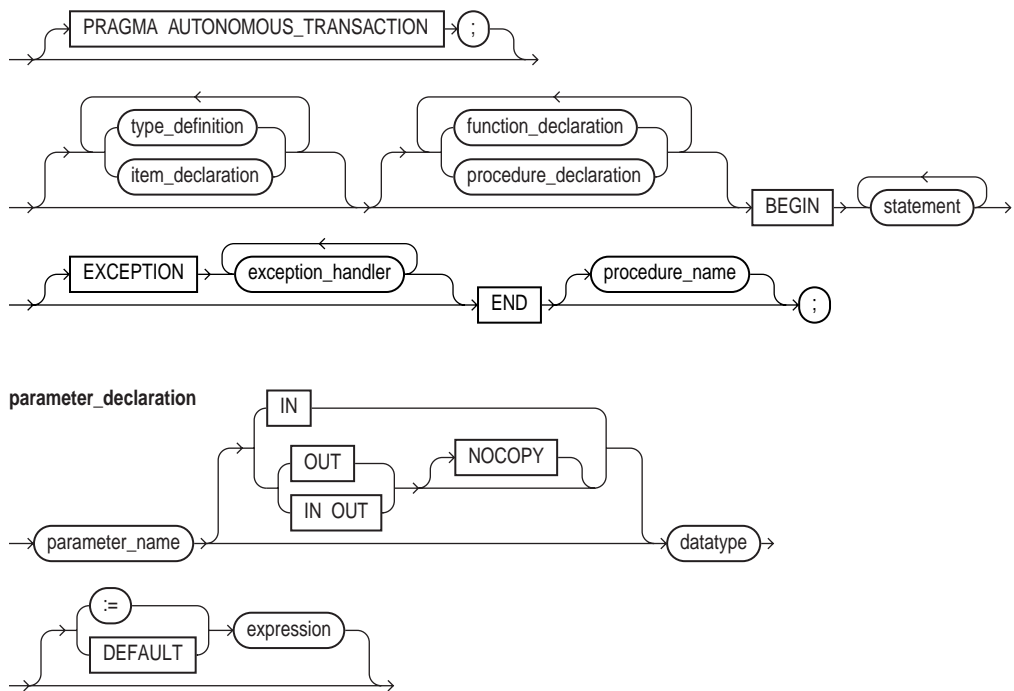 PRAGMA AUTONOMOUS_TRANSACTION ;
type_definition function_declaration
item_declaration procedure_declaration
BEGIN statement
EXCEPTION exception_handler procedure_name
END ;
parameter_declaration
IN
OUT NOCOPY
IN OUT
parameter_name datatype
:=
DEFAULT expression